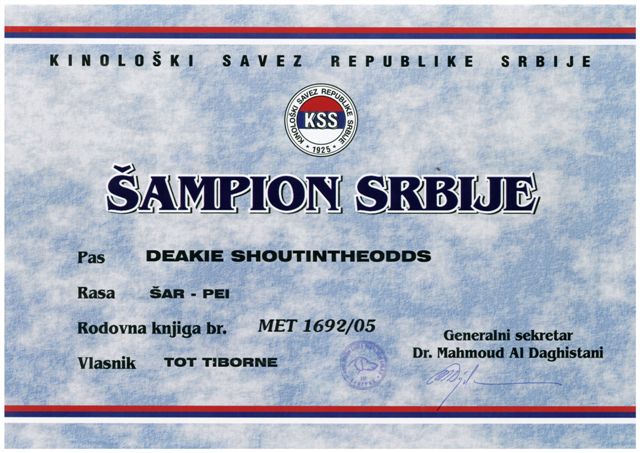 KINOLOŠKI SAVEZ REPUBLIKE SRBIJE
KINOLOŠKI SAVEZ REPUBLIKE SRBIJE
KSS
* 1925 *
ŠAMPION SRBIJE
Pas DEAKIE SHOUTINTHEODDS
Rasa ŠAR - PEI
Rodovna knjiga br. MET 1692/05
Vlasnik TOT TIBORNE
Generalni sekretar
Dr. Mahmoud Al Daghistani